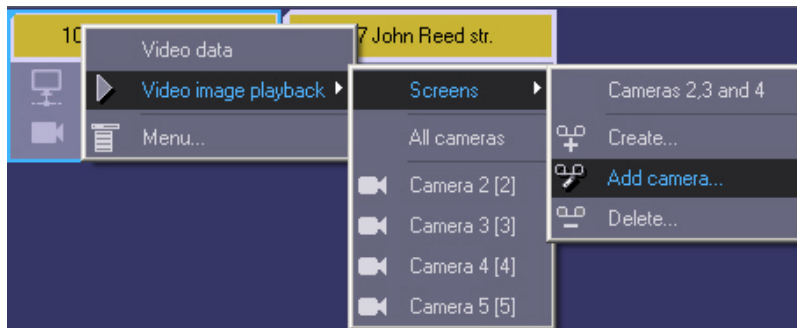 10
7 John Reed str.
Video data
Video image playback
Menu...
Screens
All cameras
Camera 2 [2]
Camera 3 [3]
Camera 4 [4]
Camera 5 [5]
Cameras 2,3 and 4
Create...
Add camera...
Delete...